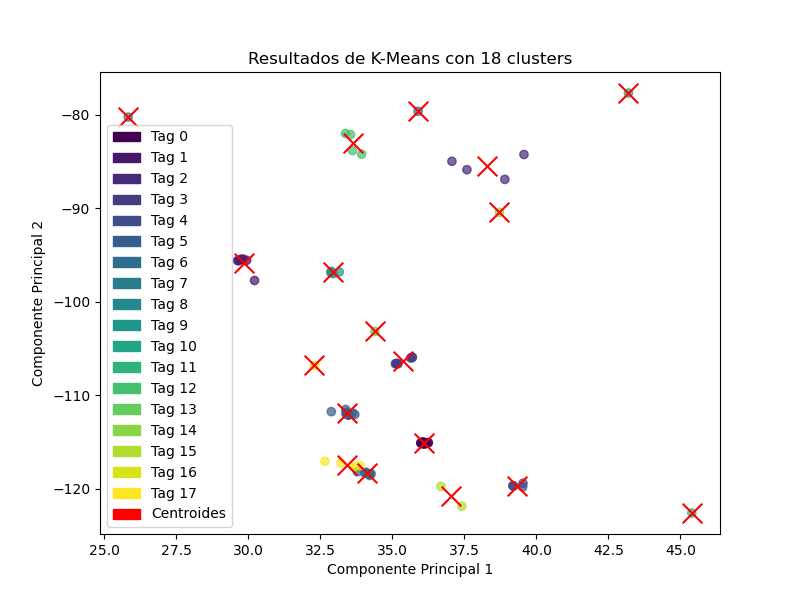 Resultados de K-Means con 18 clusters
Componente Principal 2
−80
−90
−100
−110
−120
Tag 0
Tag 1
Tag 2
Tag 3
Tag 4
Tag 5
Tag 6
Tag 7
Tag 8
Tag 9
Tag 10
Tag 11
Tag 12
Tag 13
Tag 14
Tag 15
Tag 16
Tag 17
Centroides
25.0 27.5 30.0 32.5 35.0 37.5 40.0 42.5 45.0
Componente Principal 1